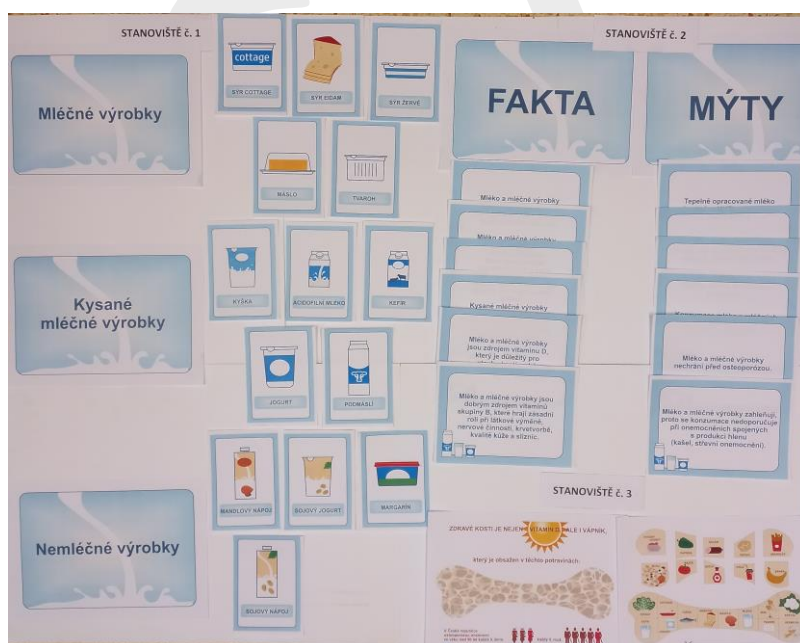 STANOVIŠTĚ č. 1
Mléčné výrobky
cottage
SÝR COTTAGE
SÝR EIDAM
SÝR ŽERVÉ
MÁSLO
TVAROH
Kysané
mléčné výrobky
KYŠKA
ACIDOFILNÍ MLÉKO
KEFÍR
JOGURT
PODMÁSLÍ
Nemléčné výrobky
MANDLOVÝ NÁPOJ
SOJOVÝ JOGURT
MARGARÍN
SOJOVÝ NÁPOJ
STANOVIŠTĚ č. 2
FAKTA
MÝTY
Mléko a mléčné výrobky
Mléko a mléčné výrobky
Kysané mléčné výrobky
Mléko a mléčné výrobky
jsou zdrojem vitamínu D,
který je důležitý pro
Mléko a mléčné výrobky jsou
dobrým zdrojem vitamínů
skupiny B, které hrají zásadní
roli při látkové výměně,
nervové činnosti, krvetvorbě,
kvalitě kůže a sliznic.
Tepelně opracované mléko
Mléko a mléčné výrobky
nechrání před osteoporózou.
Mléko a mléčné výrobky zahleňují,
proto se konzumace nedoporučuje
při onemocněních spojených
s produkcí hlenu
(kašel, střevní onemocnění).
STANOVIŠTĚ č. 3
ZDRAVÉ KOSTI JE NEJEN VITAMIN D, ALE I VÁPNÍK,
který je obsažen v těchto potravinách.